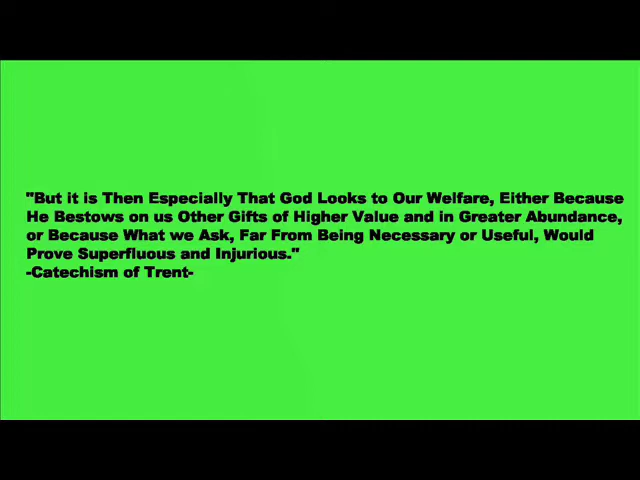 "But it is Then Especially That God Looks to Our Welfare, Either Because
He Bestows on us Other Gifts of Higher Value and in Greater Abundance,
or Because What we Ask, Far From Being Necessary or Useful, Would
Prove Superfluous and Injurious."
-Catechism of Trent-